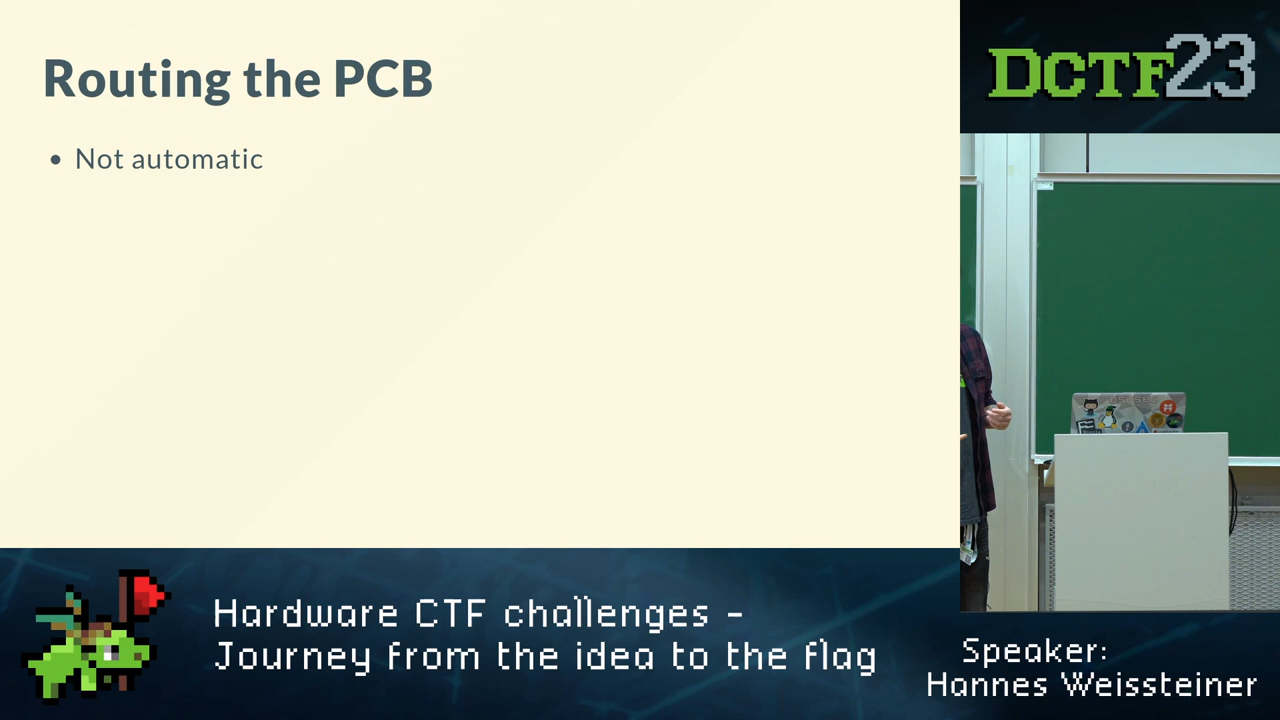 Routing the PCB
• Not automatic
DCTF23
Hardware CTF challenges –
Journey from the idea to the flag
Speaker:
Hannes Weissteiner